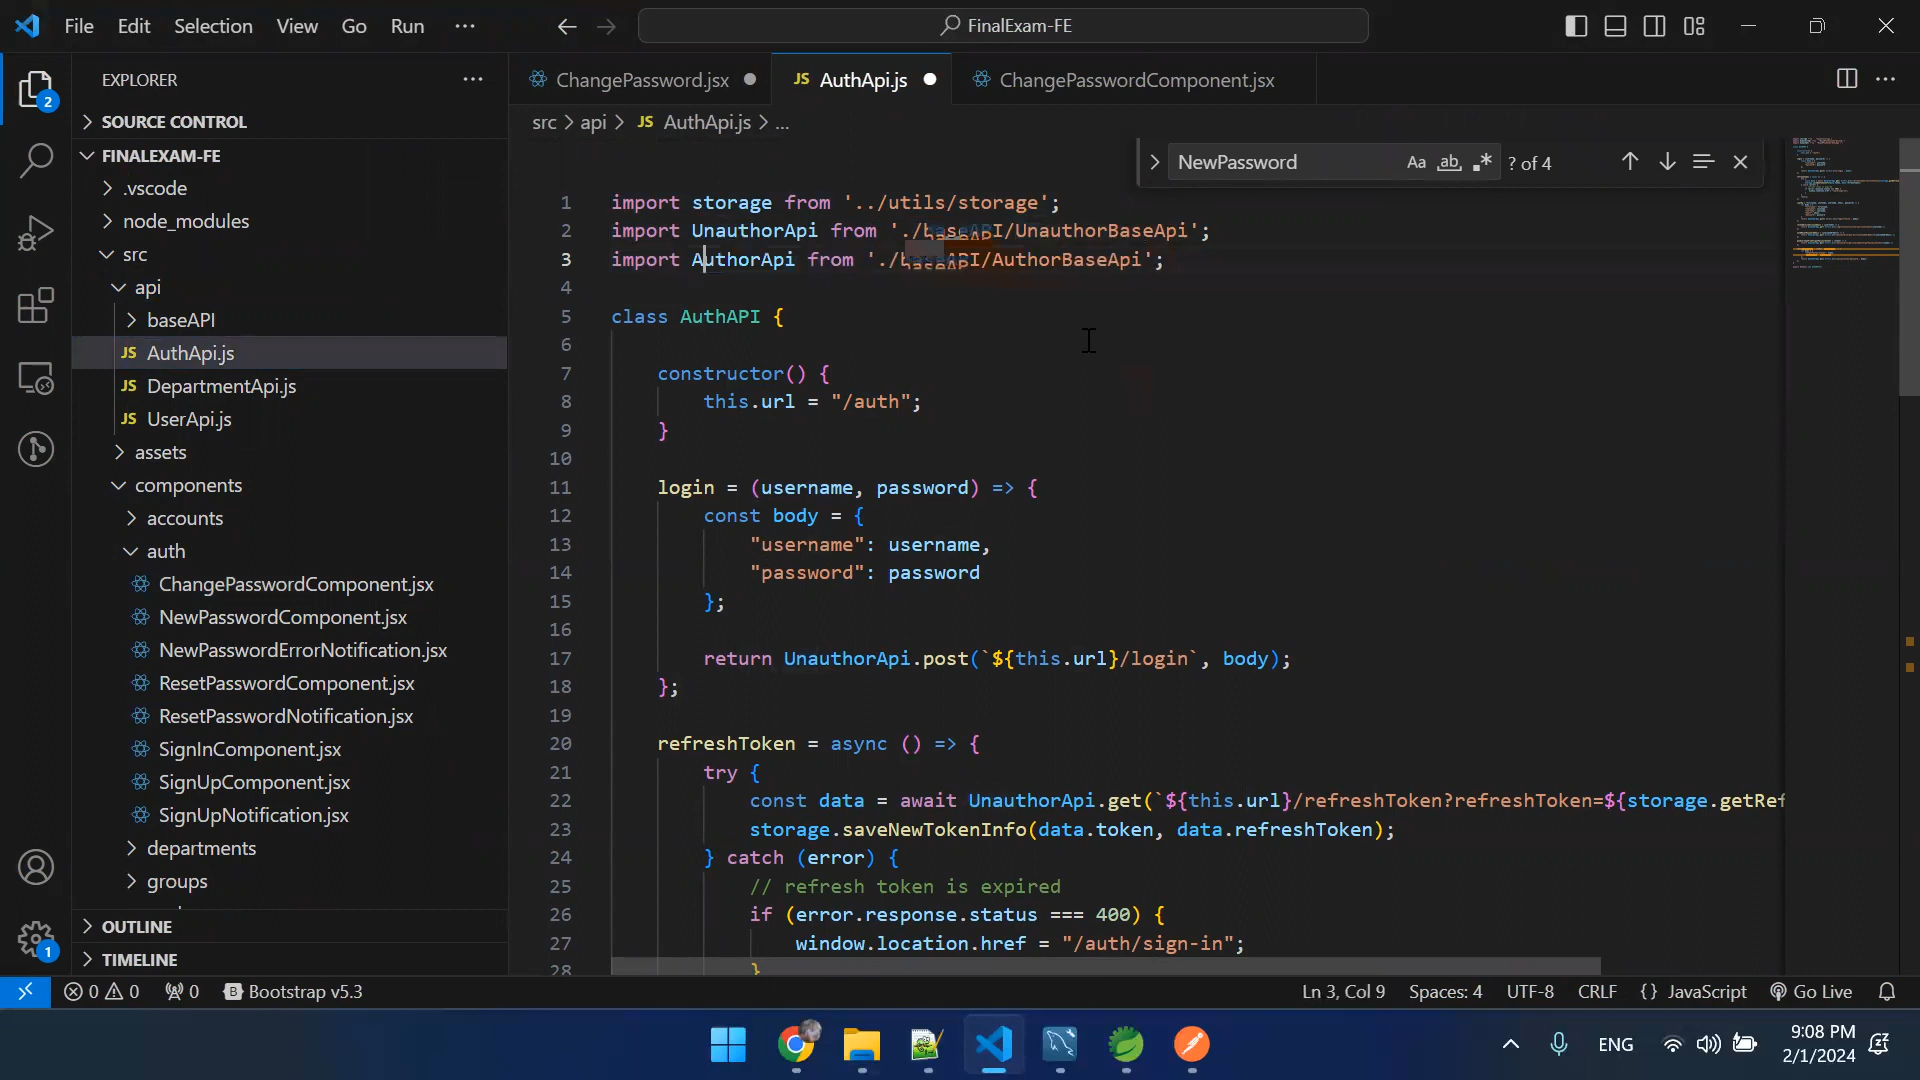 File Edit Selection View Go Run ···
FinalExam-FE
EXPLORER
SOURCE CONTROL
FINALEXAM-FE
.vscode
node_modules
src
api
baseAPI
JS AuthApi.js
JS DepartmentApi.js
JS UserApi.js
assets
components
accounts
auth
ChangePasswordComponent.jsx
NewPasswordComponent.jsx
NewPasswordErrorNotification.jsx
ResetPasswordComponent.jsx
ResetPasswordNotification.jsx
SignInComponent.jsx
SignUpComponent.jsx
SignUpNotification.jsx
departments
groups
OUTLINE
TIMELINE
2
1
ChangePassword.jsx
JS AuthApi.js
ChangePasswordComponent.jsx
src > api > JS AuthApi.js > ...
NewPassword Aa ab .* ? of 4
1 import storage from '../utils/storage';
2 import UnauthorApi from './baseAPI/UnauthorBaseApi';
3 import AuthorApi from './baseAPI/AuthorBaseApi';
4
5 class AuthAPI {
6
7 constructor() {
8 this.url = "/auth";
9 }
10
11 login = (username, password) => {
12 const body = {
13 "username": username,
14 "password": password
15 };
16
17 return UnauthorApi.post(`${this.url}/login`, body);
18 };
19
20 refreshToken = async () => {
21 try {
22 const data = await UnauthorApi.get(`${this.url}/refreshToken?refreshToken=${storage.getRef
23 storage.saveNewTokenInfo(data.token, data.refreshToken);
24 } catch (error) {
25 // refresh token is expired
26 if (error.response.status === 400) {
27 window.location.href = "/auth/sign-in";
28 }
0 0 0 Bootstrap v5.3
Ln 3, Col 9 Spaces: 4 UTF-8 CRLF {} JavaScript Go Live
ENG
9:08 PM
2/1/2024